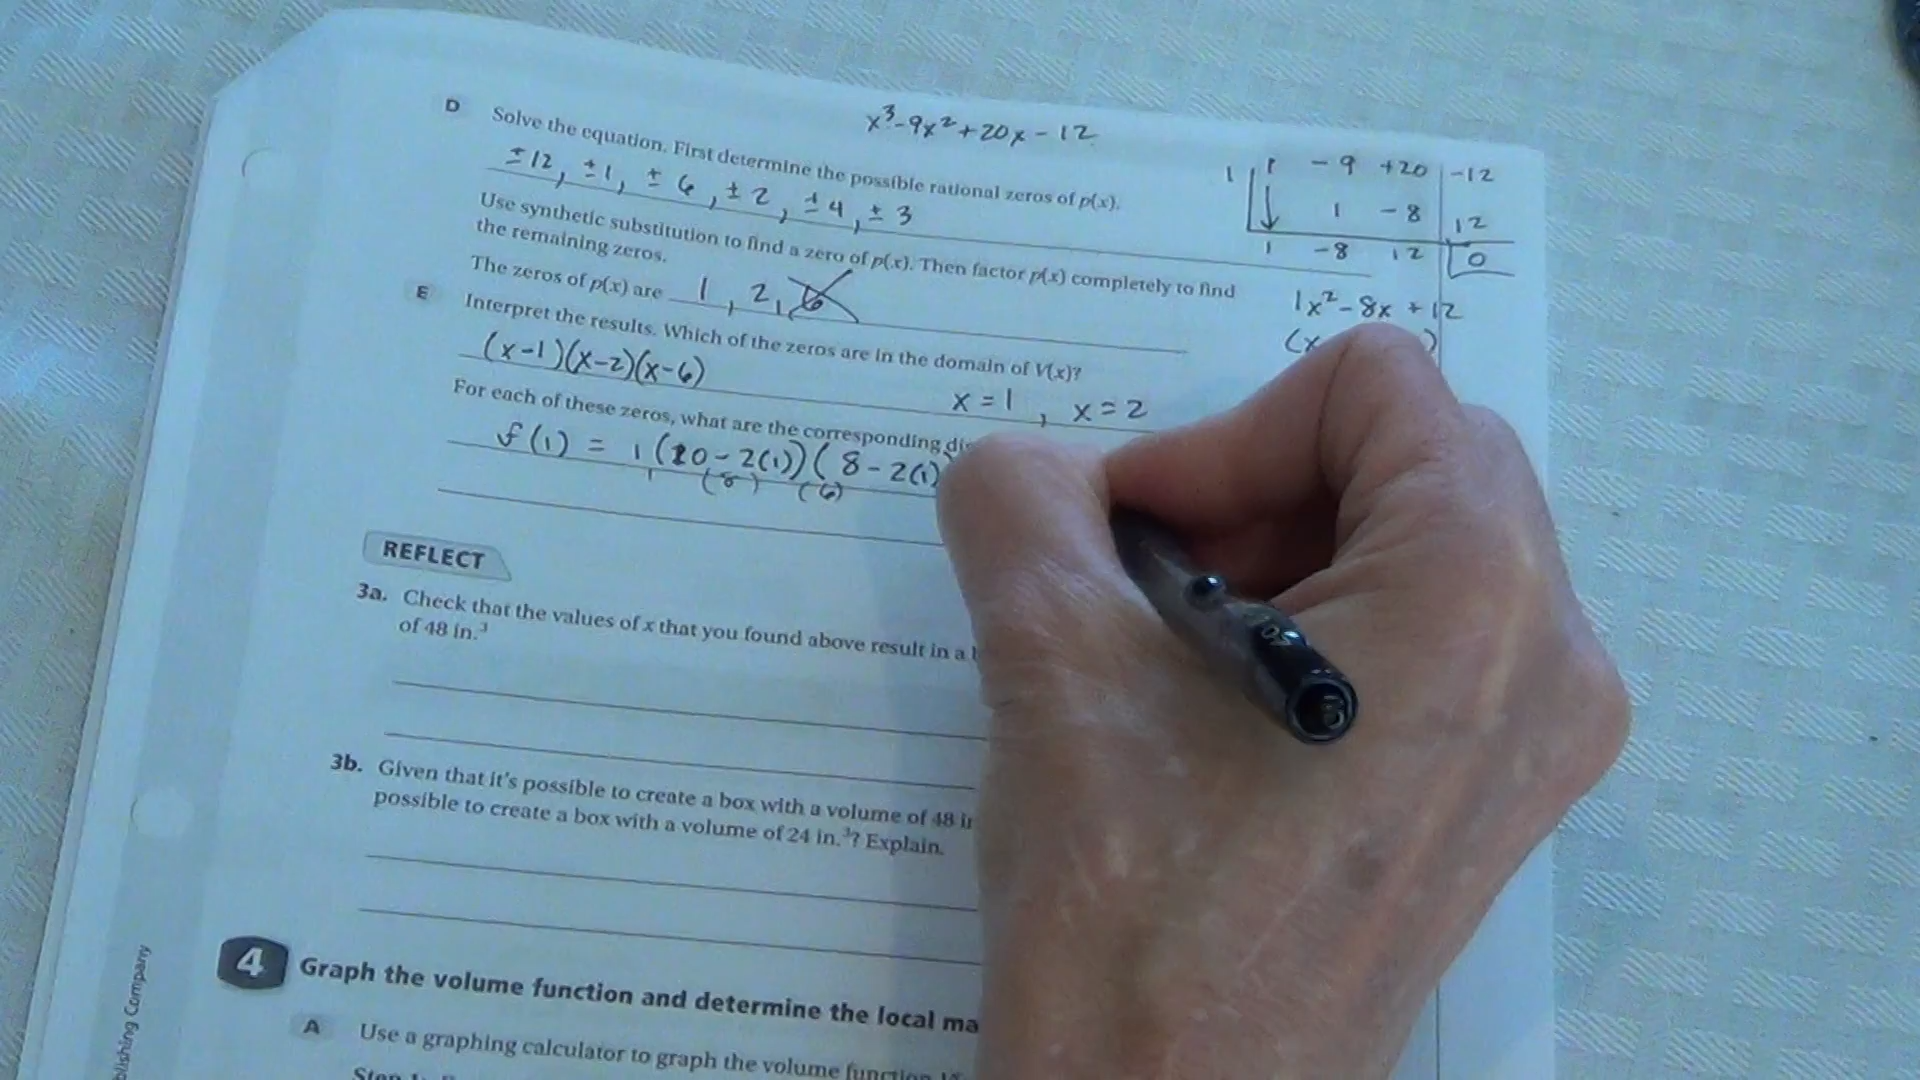 x³-9x²+20x-12
D Solve the equation. First determine the possible rational zeros of p(x).
±12, ±1, ±6, ±2, ±4, ±3
Use synthetic substitution to find a zero of p(x). Then factor p(x) completely to find
the remaining zeros.
The zeros of p(x) are 1, 2, 6
E Interpret the results. Which of the zeros are in the domain of V(x)?
(x-1)(x-2)(x-6) x=1, x=2
For each of these zeros, what are the corresponding
f(1) = 1(10-2(1))(8-2(1)
1 (8) (6)
1 1 -9 +20 -12
1 -8 12
1 -8 12 0
1x²-8x+12
(x )
REFLECT
3a. Check that the values of x that you found above result in a
of 48 in.³
3b. Given that it's possible to create a box with a volume of 48
possible to create a box with a volume of 24 in.³? Explain.
4 Graph the volume function and determine the local
A Use a graphing calculator to graph the volume function
Company